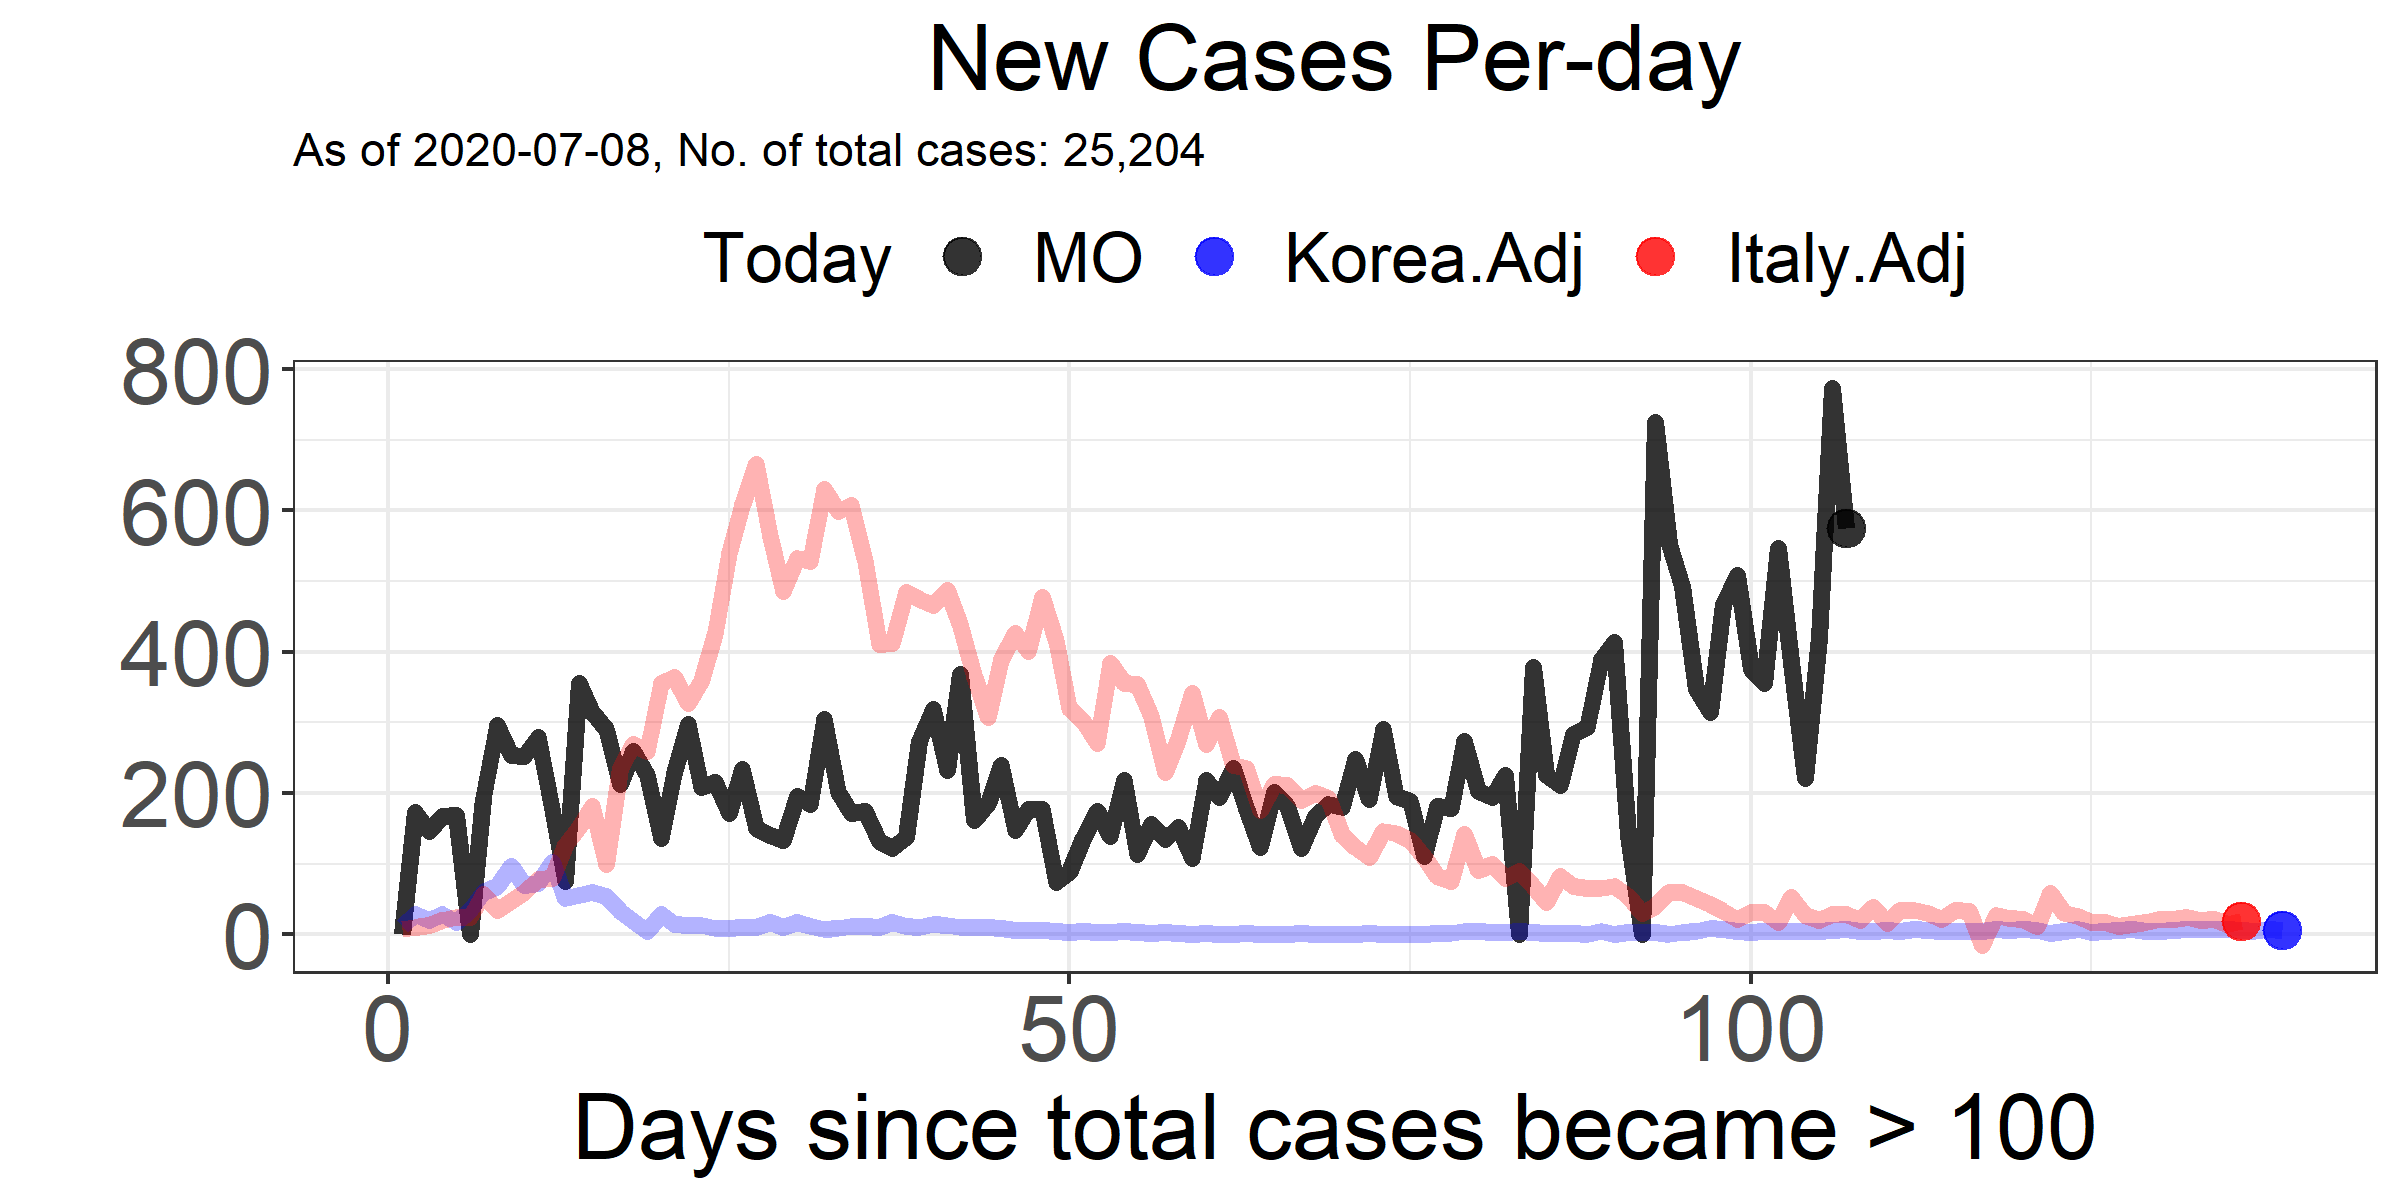 New Cases Per-day
As of 2020-07-08, No. of total cases: 25,204
Today MO Korea.Adj Italy.Adj
800
600
400
200
0
0 50 100
Days since total cases became > 100